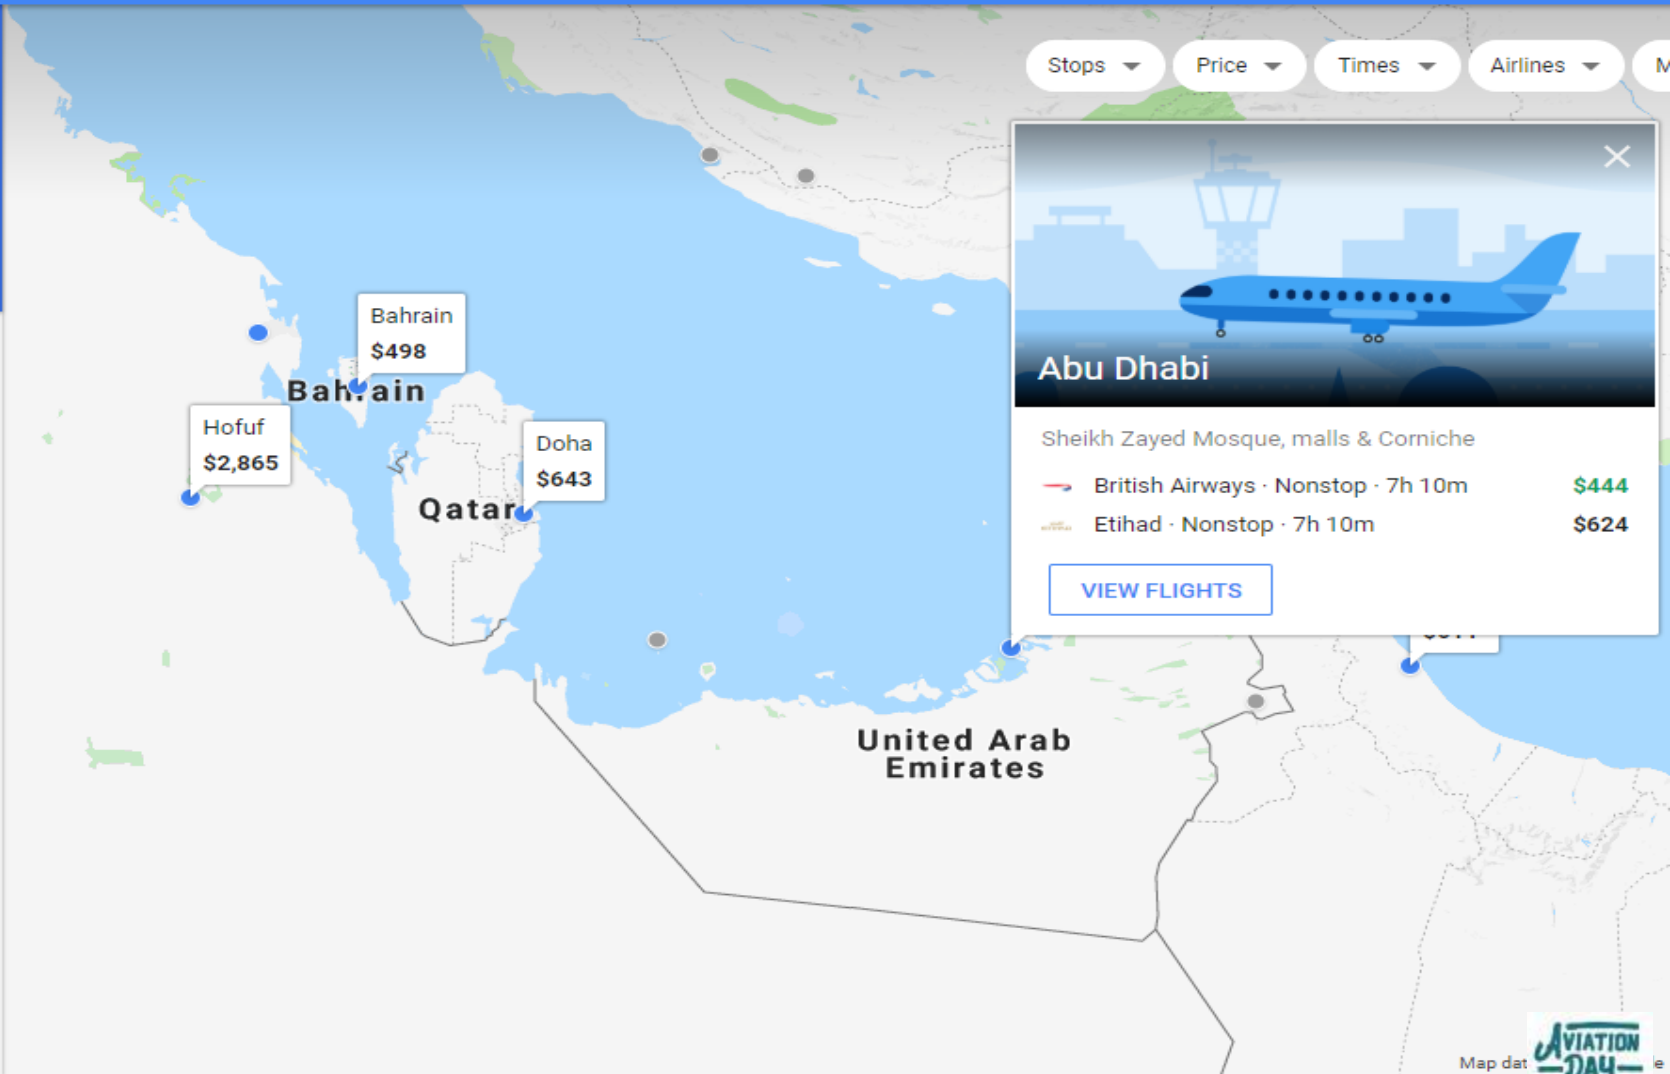 Stops
Price
Times
Airlines
M
Abu Dhabi
Sheikh Zayed Mosque, malls & Corniche
British Airways · Nonstop · 7h 10m $444
Etihad · Nonstop · 7h 10m $624
VIEW FLIGHTS
Bahrain
$498
Bahrain
Hofuf
$2,865
Doha
$643
Qatar
United Arab
Emirates
Map dat
AVIATION
DAY
e